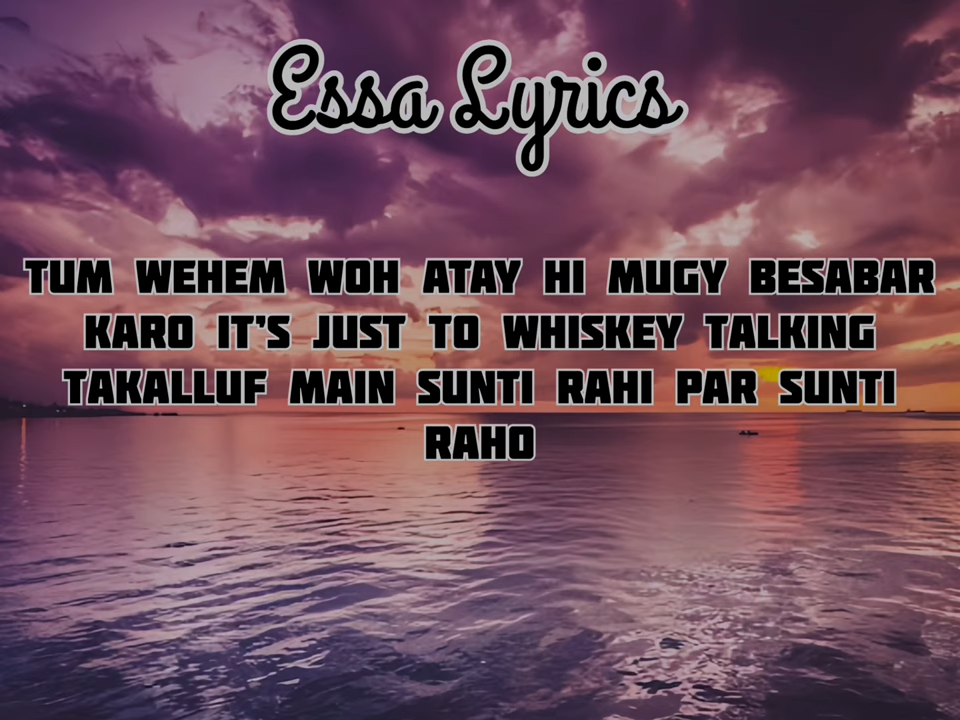 Essa Lyrics
TUM WEHEM WOH ATAY HI MUGY BESABAR
KARO IT'S JUST TO WHISKEY TALKING
TAKALLUF MAIN SUNTI RAHI PAR SUNTI
RAHO